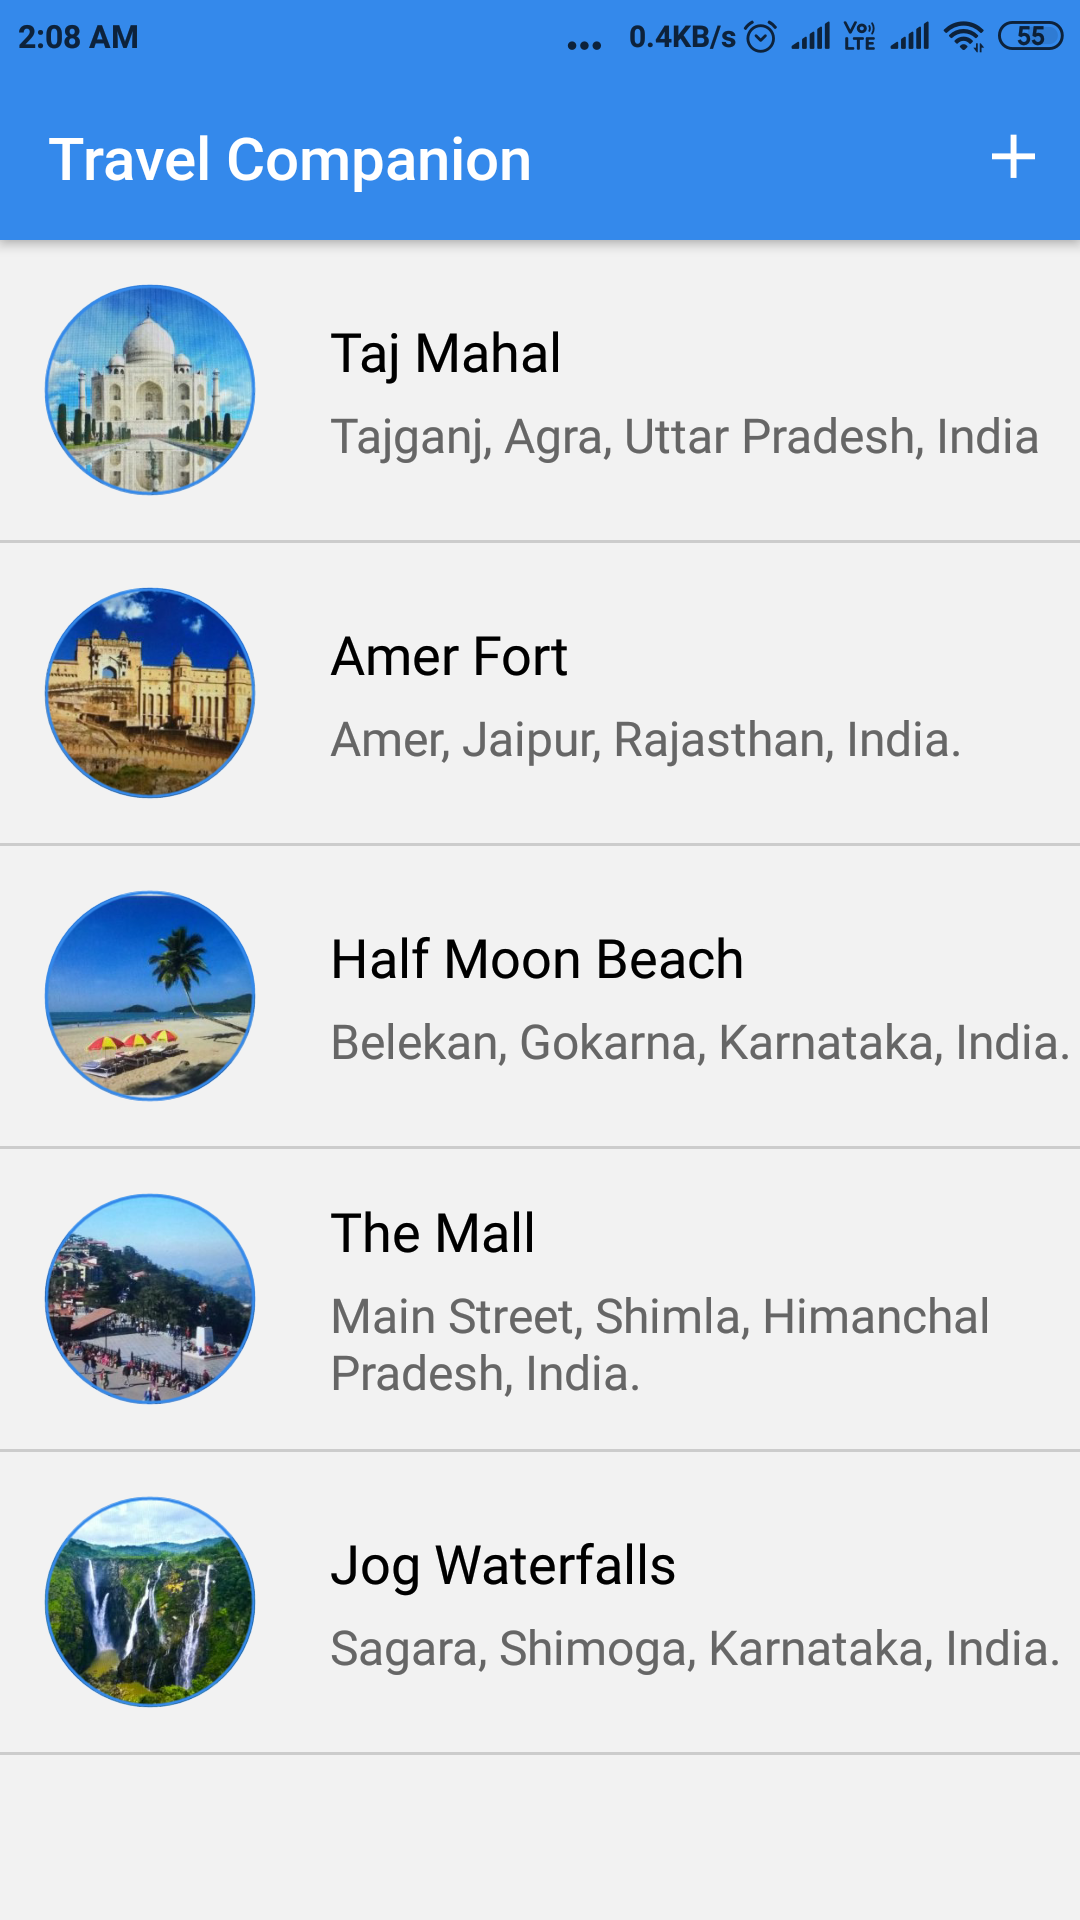 2:08 AM ... 0.4KB/s Vo)) LTE 55
Travel Companion +
Taj Mahal
Tajganj, Agra, Uttar Pradesh, India
Amer Fort
Amer, Jaipur, Rajasthan, India.
Half Moon Beach
Belekan, Gokarna, Karnataka, India.
The Mall
Main Street, Shimla, Himanchal
Pradesh, India.
Jog Waterfalls
Sagara, Shimoga, Karnataka, India.